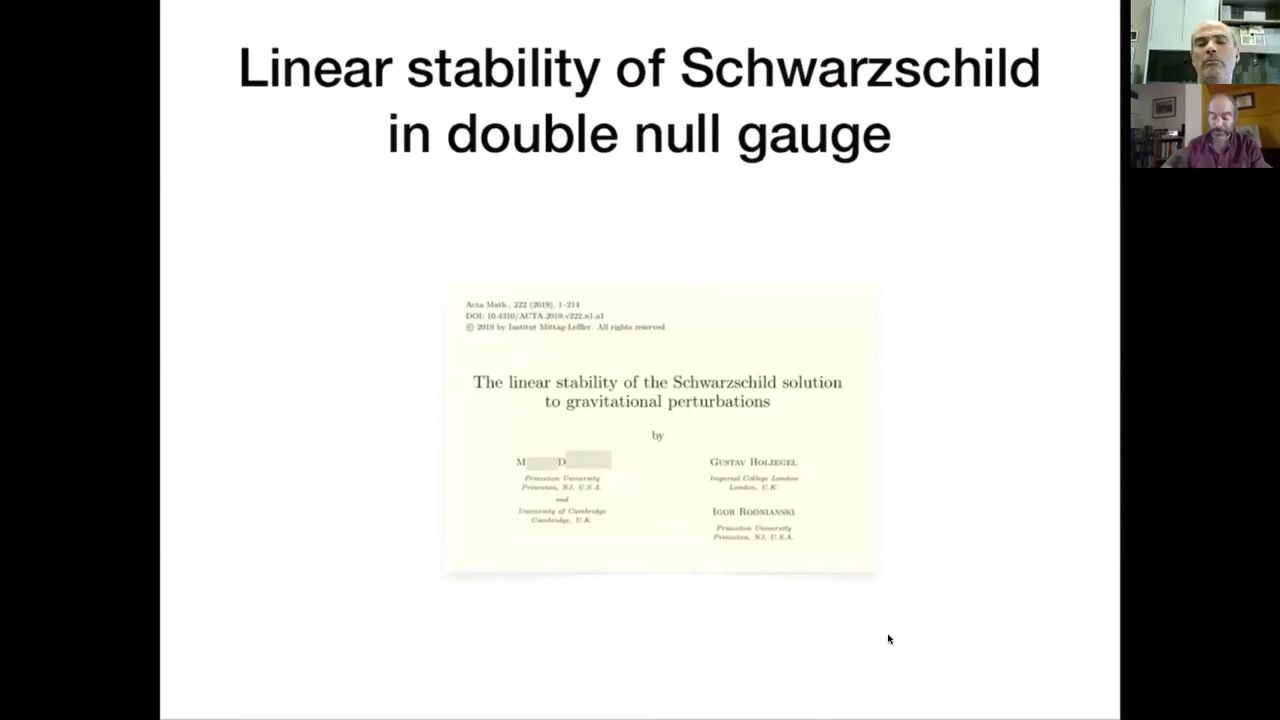 Linear stability of Schwarzschild
in double null gauge
Acta Math., 222 (2019), 1–214
DOI: 10.4310/ACTA.2019.v222.n1.a1
© 2019 by Institut Mittag-Leffler. All rights reserved
The linear stability of the Schwarzschild solution
to gravitational perturbations
by
M D
Princeton University
Princeton, NJ, U.S.A.
and
University of Cambridge
Cambridge, U.K.
Gustav Holzegel
Imperial College London
London, U.K.
Igor Rodnianski
Princeton University
Princeton, NJ, U.S.A.